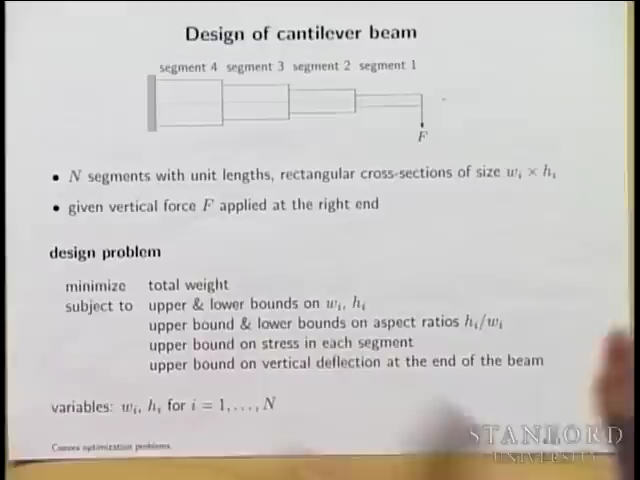 Design of cantilever beam
segment 4 segment 3 segment 2 segment 1
F
• N segments with unit lengths, rectangular cross-sections of size wᵢ × hᵢ
• given vertical force F applied at the right end
design problem
minimize total weight
subject to upper & lower bounds on wᵢ, hᵢ
upper bound & lower bounds on aspect ratios hᵢ/wᵢ
upper bound on stress in each segment
upper bound on vertical deflection at the end of the beam
variables: wᵢ, hᵢ for i = 1, . . . , N
Convex optimization problems
STANFORD
UNIVERSITY